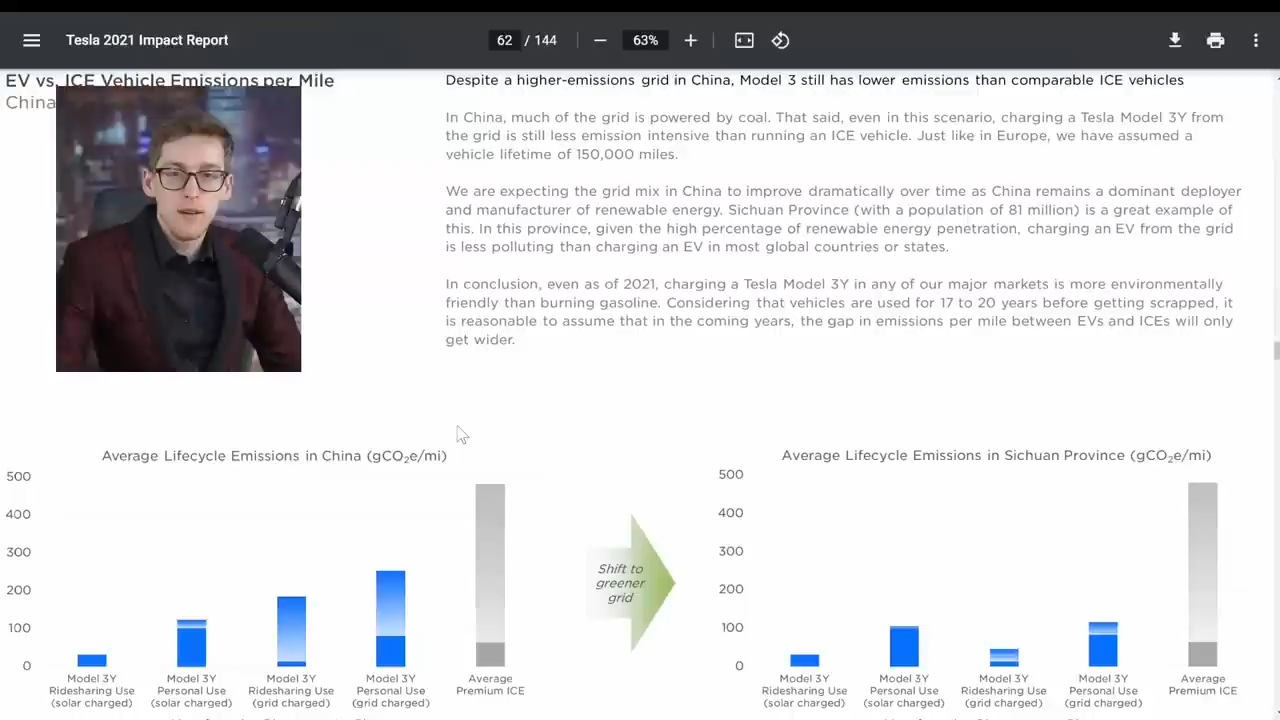 Tesla 2021 Impact Report
62 / 144
63%
EV vs. ICE Vehicle Emissions per Mile
China
Despite a higher-emissions grid in China, Model 3 still has lower emissions than comparable ICE vehicles
In China, much of the grid is powered by coal. That said, even in this scenario, charging a Tesla Model 3Y from
the grid is still less emission intensive than running an ICE vehicle. Just like in Europe, we have assumed a
vehicle lifetime of 150,000 miles.
We are expecting the grid mix in China to improve dramatically over time as China remains a dominant deployer
and manufacturer of renewable energy. Sichuan Province (with a population of 81 million) is a great example of
this. In this province, given the high percentage of renewable energy penetration, charging an EV from the grid
is less polluting than charging an EV in most global countries or states.
In conclusion, even as of 2021, charging a Tesla Model 3Y in any of our major markets is more environmentally
friendly than burning gasoline. Considering that vehicles are used for 17 to 20 years before getting scrapped, it
is reasonable to assume that in the coming years, the gap in emissions per mile between EVs and ICEs will only
get wider.
Average Lifecycle Emissions in China (gCO₂e/mi)
500
400
300
200
100
0
Model 3Y
Ridesharing Use
(solar charged)
Model 3Y
Personal Use
(solar charged)
Model 3Y
Ridesharing Use
(grid charged)
Model 3Y
Personal Use
(grid charged)
Average
Premium ICE
Shift to
greener
grid
Average Lifecycle Emissions in Sichuan Province (gCO₂e/mi)
500
400
300
200
100
0
Model 3Y
Ridesharing Use
(solar charged)
Model 3Y
Personal Use
(solar charged)
Model 3Y
Ridesharing Use
(grid charged)
Model 3Y
Personal Use
(grid charged)
Average
Premium ICE